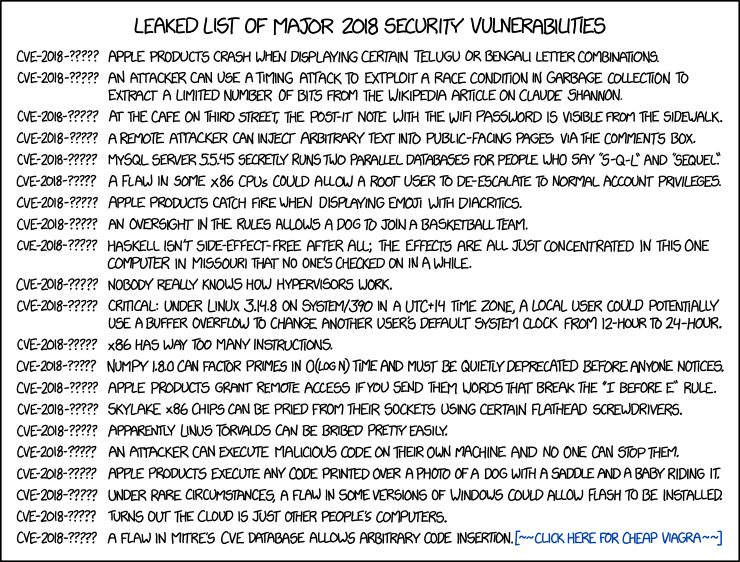 LEAKED LIST OF MAJOR 2018 SECURITY VULNERABILITIES
CVE-2018-????? APPLE PRODUCTS CRASH WHEN DISPLAYING CERTAIN TELUGU OR BENGALI LETTER COMBINATIONS.
CVE-2018-????? AN ATTACKER CAN USE A TIMING ATTACK TO EXTPLOIT A RACE CONDITION IN GARBAGE COLLECTION TO
EXTRACT A LIMITED NUMBER OF BITS FROM THE WIKIPEDIA ARTICLE ON CLAUDE SHANNON.
CVE-2018-????? AT THE CAFE ON THIRD STREET, THE POST-IT NOTE WITH THE WIFI PASSWORD IS VISIBLE FROM THE SIDEWALK.
CVE-2018-????? A REMOTE ATTACKER CAN INJECT ARBITRARY TEXT INTO PUBLIC-FACING PAGES VIA THE COMMENTS BOX.
CVE-2018-????? MYSQL SERVER 5.5.45 SECRETLY RUNS TWO PARALLEL DATABASES FOR PEOPLE WHO SAY "S-Q-L" AND "SEQUEL."
CVE-2018-????? A FLAW IN SOME x86 CPUs COULD ALLOW A ROOT USER TO DE-ESCALATE TO NORMAL ACCOUNT PRIVILEGES.
CVE-2018-????? APPLE PRODUCTS CATCH FIRE WHEN DISPLAYING EMOJI WITH DIACRITICS.
CVE-2018-????? AN OVERSIGHT IN THE RULES ALLOWS A DOG TO JOIN A BASKETBALL TEAM.
CVE-2018-????? HASKELL ISN'T SIDE-EFFECT-FREE AFTER ALL; THE EFFECTS ARE ALL JUST CONCENTRATED IN THIS ONE
COMPUTER IN MISSOURI THAT NO ONE'S CHECKED ON IN A WHILE.
CVE-2018-????? NOBODY REALLY KNOWS HOW HYPERVISORS WORK.
CVE-2018-????? CRITICAL: UNDER LINUX 3.14.8 ON SYSTEM/390 IN A UTC+14 TIME ZONE, A LOCAL USER COULD POTENTIALLY
USE A BUFFER OVERFLOW TO CHANGE ANOTHER USER'S DEFAULT SYSTEM CLOCK FROM 12-HOUR TO 24-HOUR.
CVE-2018-????? x86 HAS WAY TOO MANY INSTRUCTIONS.
CVE-2018-????? NUMPY 1.8.0 CAN FACTOR PRIMES IN O(LOG N) TIME AND MUST BE QUIETLY DEPRECATED BEFORE ANYONE NOTICES.
CVE-2018-????? APPLE PRODUCTS GRANT REMOTE ACCESS IF YOU SEND THEM WORDS THAT BREAK THE "I BEFORE E" RULE.
CVE-2018-????? SKYLAKE x86 CHIPS CAN BE PRIED FROM THEIR SOCKETS USING CERTAIN FLATHEAD SCREWDRIVERS.
CVE-2018-????? APPARENTLY LINUS TORVALDS CAN BE BRIBED PRETTY EASILY.
CVE-2018-????? AN ATTACKER CAN EXECUTE MALICIOUS CODE ON THEIR OWN MACHINE AND NO ONE CAN STOP THEM.
CVE-2018-????? APPLE PRODUCTS EXECUTE ANY CODE PRINTED OVER A PHOTO OF A DOG WITH A SADDLE AND A BABY RIDING IT.
CVE-2018-????? UNDER RARE CIRCUMSTANCES, A FLAW IN SOME VERSIONS OF WINDOWS COULD ALLOW FLASH TO BE INSTALLED.
CVE-2018-????? TURNS OUT THE CLOUD IS JUST OTHER PEOPLE'S COMPUTERS.
CVE-2018-????? A FLAW IN MITRE'S CVE DATABASE ALLOWS ARBITRARY CODE INSERTION.[~~CLICK HERE FOR CHEAP VIAGRA~~]